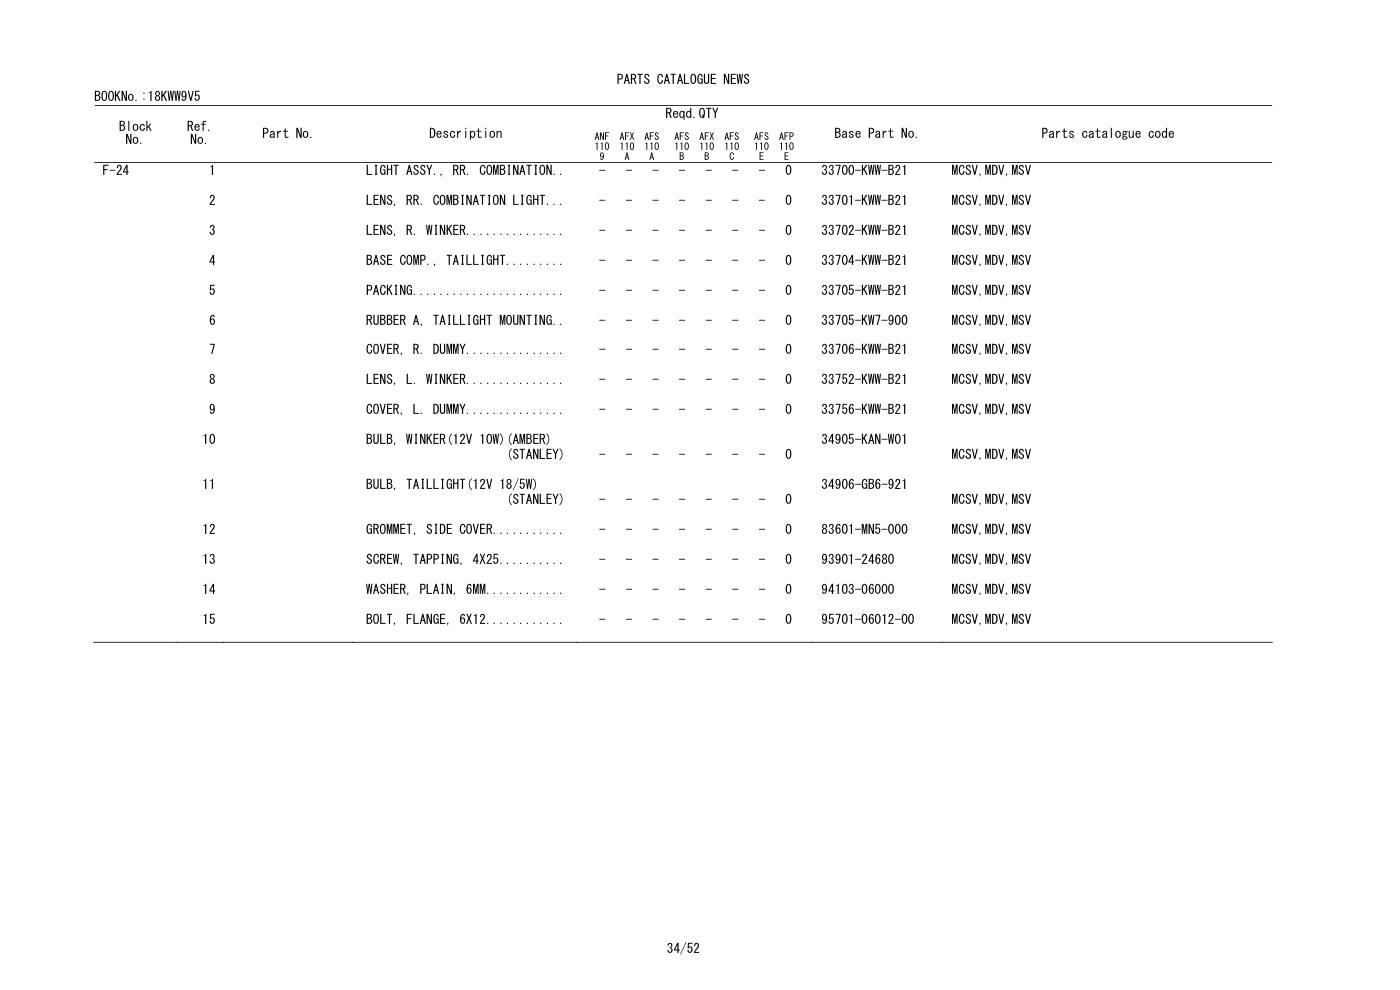 PARTS CATALOGUE NEWS
BOOKNo.:18KWW9V5
Reqd.QTY
Block No. Ref. No. Part No. Description ANF 110 9 AFX 110 A AFS 110 A AFS 110 B AFX 110 B AFS 110 C AFS 110 E AFP 110 E Base Part No. Parts catalogue code
F-24 1 LIGHT ASSY., RR. COMBINATION.. - - - - - - - 0 33700-KWW-B21 MCSV,MDV,MSV
2 LENS, RR. COMBINATION LIGHT... - - - - - - - 0 33701-KWW-B21 MCSV,MDV,MSV
3 LENS, R. WINKER............... - - - - - - - 0 33702-KWW-B21 MCSV,MDV,MSV
4 BASE COMP., TAILLIGHT......... - - - - - - - 0 33704-KWW-B21 MCSV,MDV,MSV
5 PACKING....................... - - - - - - - 0 33705-KWW-B21 MCSV,MDV,MSV
6 RUBBER A, TAILLIGHT MOUNTING.. - - - - - - - 0 33705-KW7-900 MCSV,MDV,MSV
7 COVER, R. DUMMY............... - - - - - - - 0 33706-KWW-B21 MCSV,MDV,MSV
8 LENS, L. WINKER............... - - - - - - - 0 33752-KWW-B21 MCSV,MDV,MSV
9 COVER, L. DUMMY............... - - - - - - - 0 33756-KWW-B21 MCSV,MDV,MSV
10 BULB, WINKER(12V 10W)(AMBER) 34905-KAN-W01
(STANLEY) - - - - - - - 0 MCSV,MDV,MSV
11 BULB, TAILLIGHT(12V 18/5W) 34906-GB6-921
(STANLEY) - - - - - - - 0 MCSV,MDV,MSV
12 GROMMET, SIDE COVER........... - - - - - - - 0 83601-MN5-000 MCSV,MDV,MSV
13 SCREW, TAPPING, 4X25.......... - - - - - - - 0 93901-24680 MCSV,MDV,MSV
14 WASHER, PLAIN, 6MM............ - - - - - - - 0 94103-06000 MCSV,MDV,MSV
15 BOLT, FLANGE, 6X12............ - - - - - - - 0 95701-06012-00 MCSV,MDV,MSV
34/52